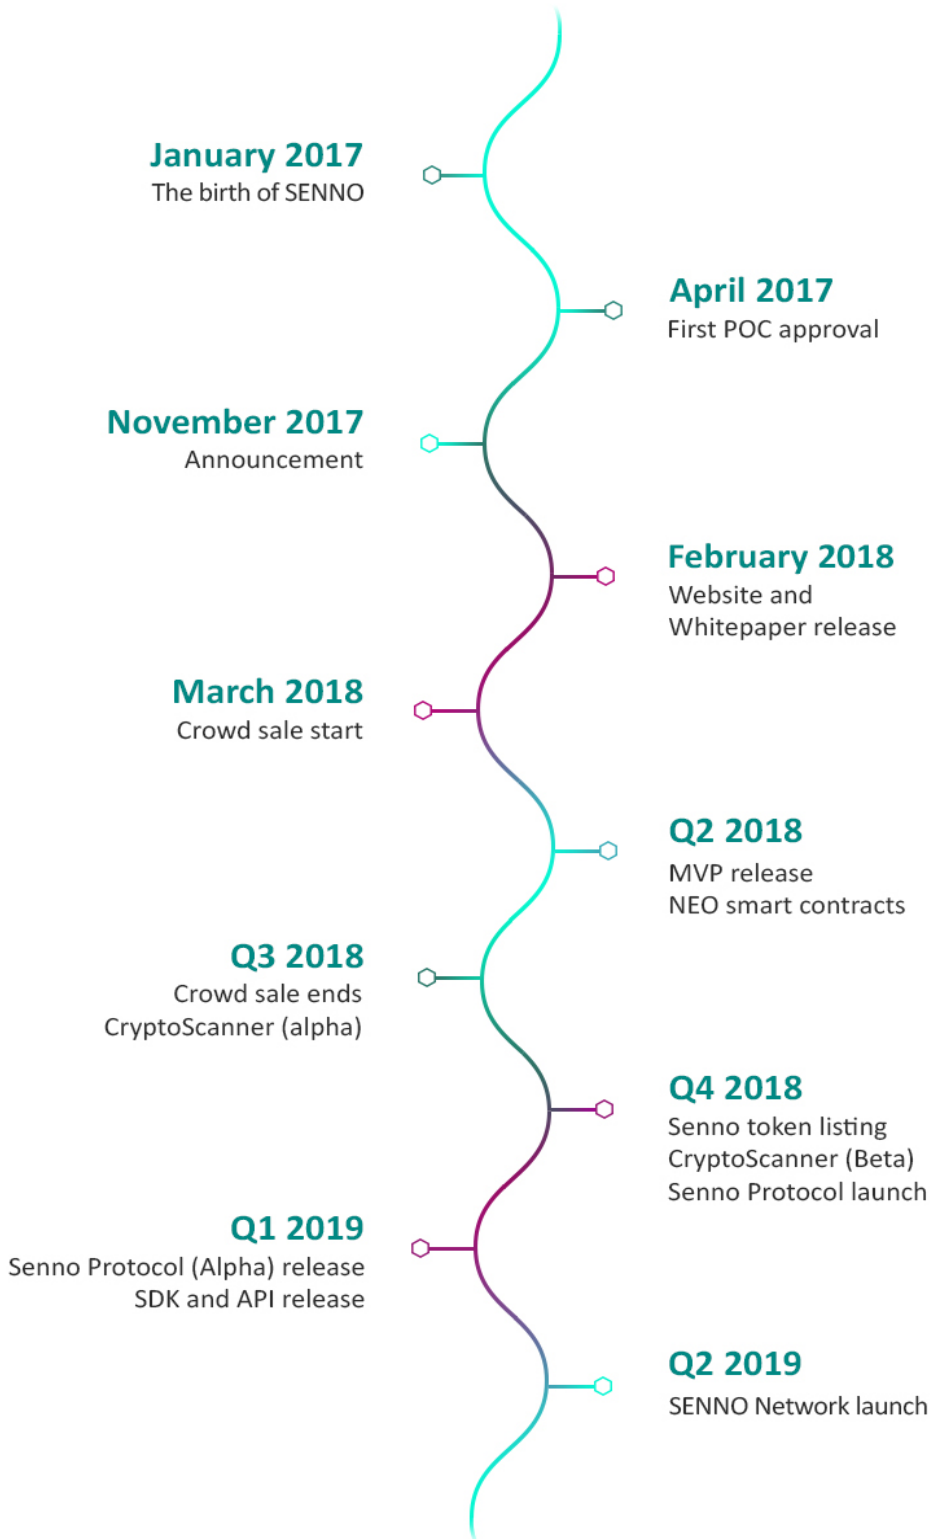 January 2017
The birth of SENNO
April 2017
First POC approval
November 2017
Announcement
February 2018
Website and
Whitepaper release
March 2018
Crowd sale start
Q2 2018
MVP release
NEO smart contracts
Q3 2018
Crowd sale ends
CryptoScanner (alpha)
Q4 2018
Senno token listing
CryptoScanner (Beta)
Senno Protocol launch
Q1 2019
Senno Protocol (Alpha) release
SDK and API release
Q2 2019
SENNO Network launch